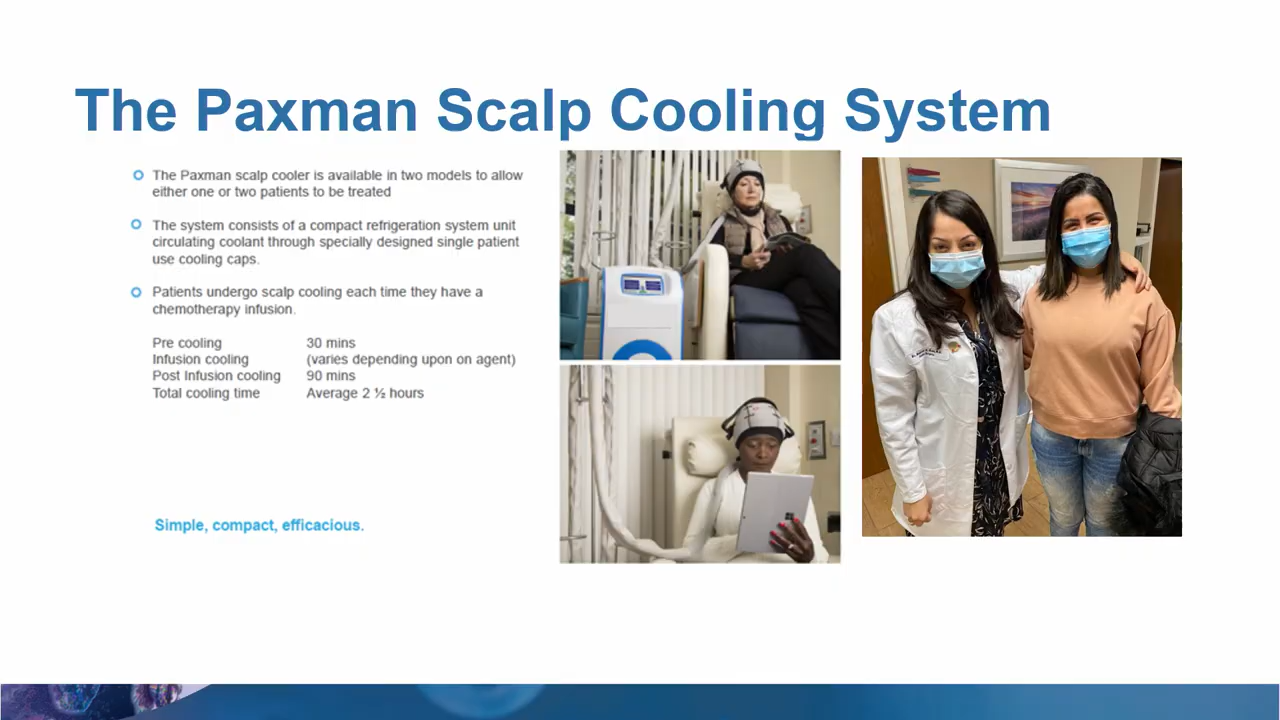 The Paxman Scalp Cooling System
The Paxman scalp cooler is available in two models to allow
either one or two patients to be treated
The system consists of a compact refrigeration system unit
circulating coolant through specially designed single patient
use cooling caps.
Patients undergo scalp cooling each time they have a
chemotherapy infusion.
Pre cooling 30 mins
Infusion cooling (varies depending upon on agent)
Post Infusion cooling 90 mins
Total cooling time Average 2 ½ hours
Simple, compact, efficacious.